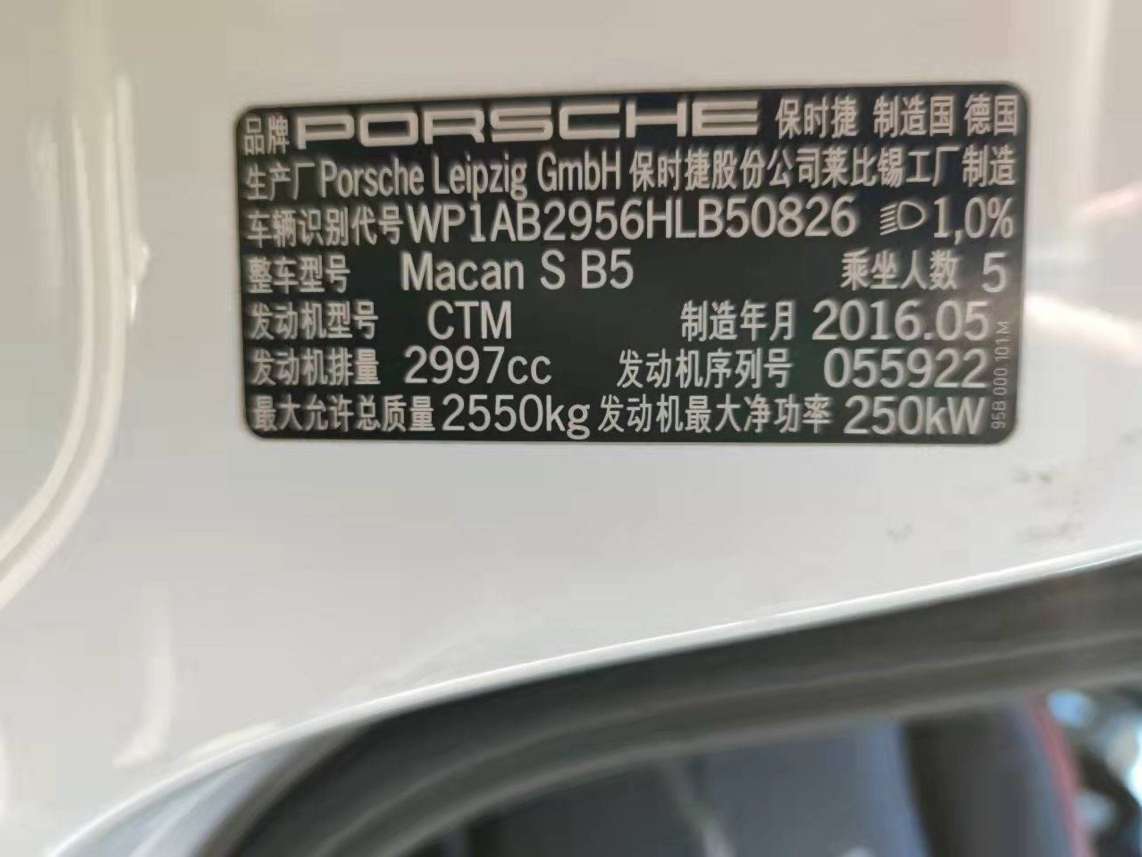 品牌 PORSCHE 保时捷 制造国 德国
生产厂 Porsche Leipzig GmbH 保时捷股份公司莱比锡工厂制造
车辆识别代号 WP1AB2956HLB50826 1,0%
整车型号 Macan S B5 乘坐人数 5
发动机型号 CTM 制造年月 2016.05
发动机排量 2997cc 发动机序列号 055922
最大允许总质量 2550kg 发动机最大净功率 250kW
95B 000 101.M